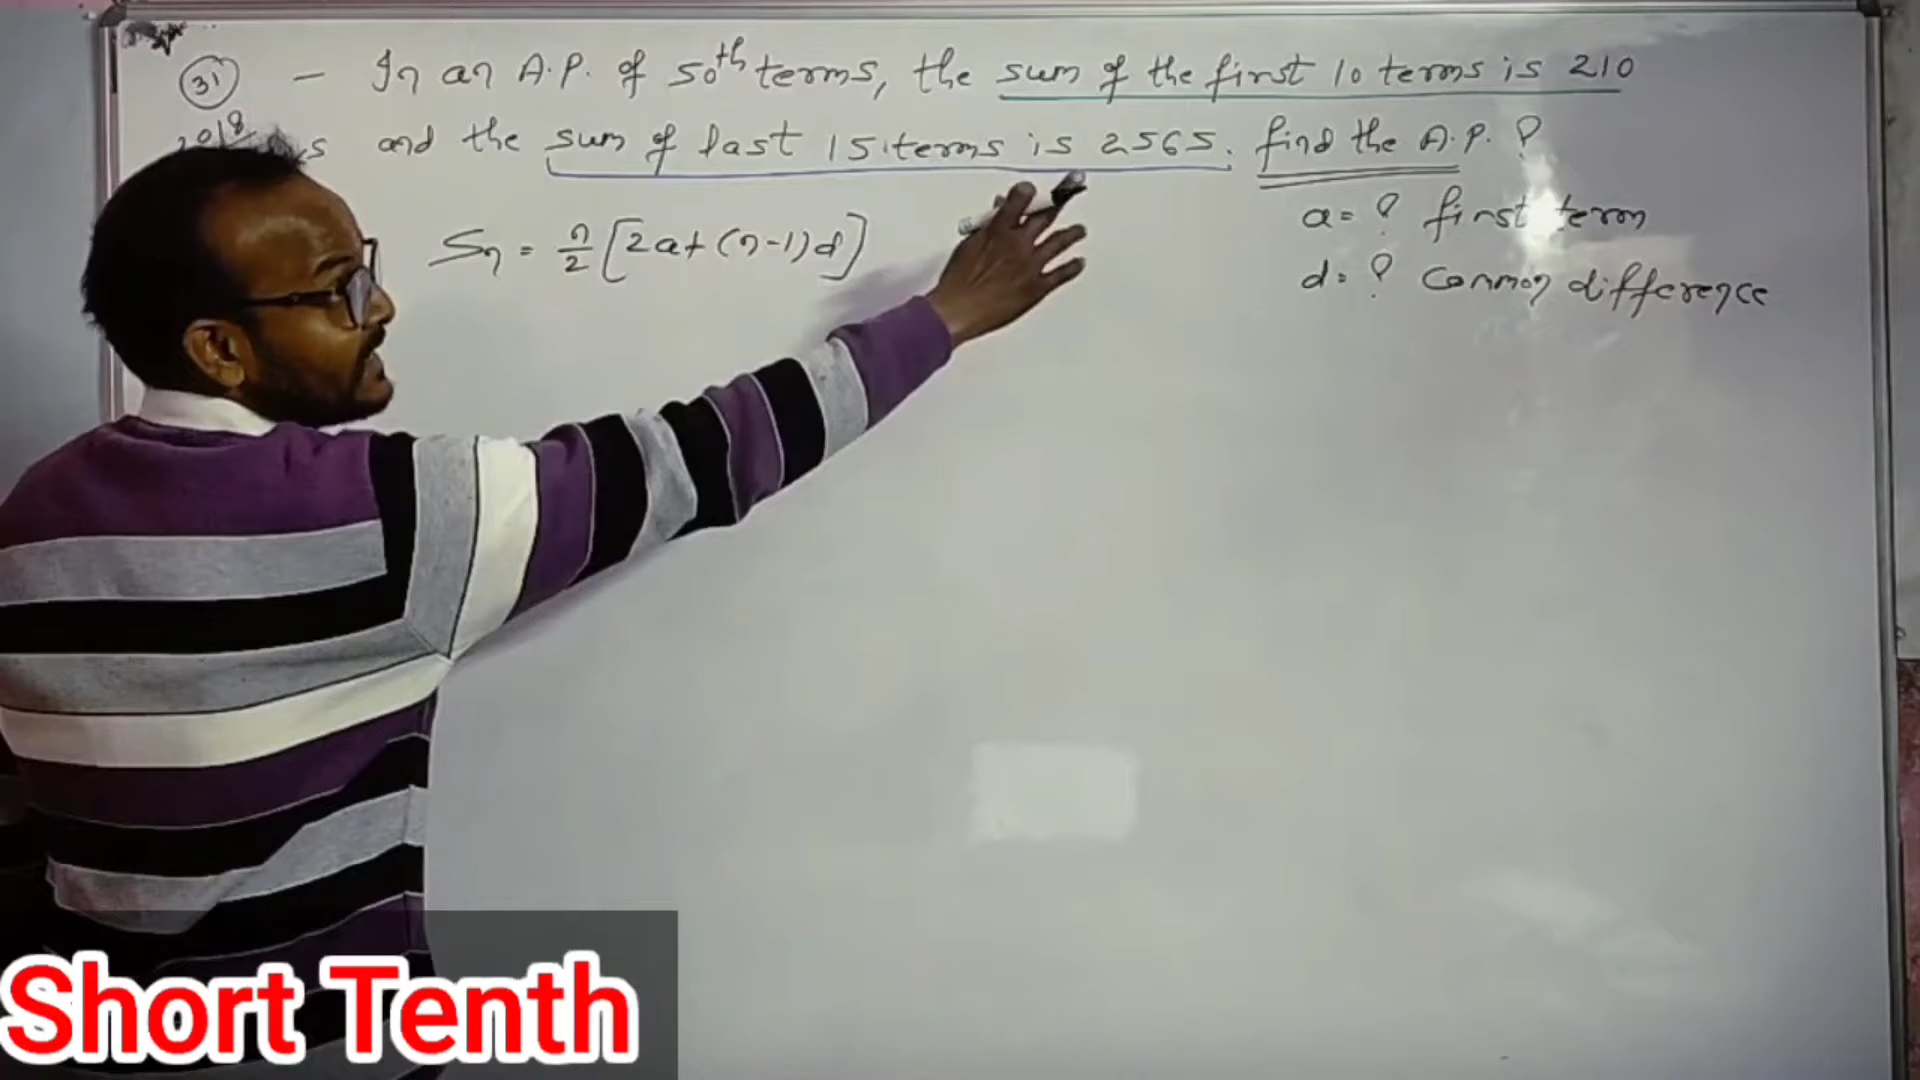 31 - In an A.P. of 50th terms, the sum of the first 10 terms is 210
2018 and the sum of last 15 terms is 2565. find the A.P. ?
a = ? first term
Sn = n/2 [2a+(n-1)d]
d = ? common difference
Short Tenth